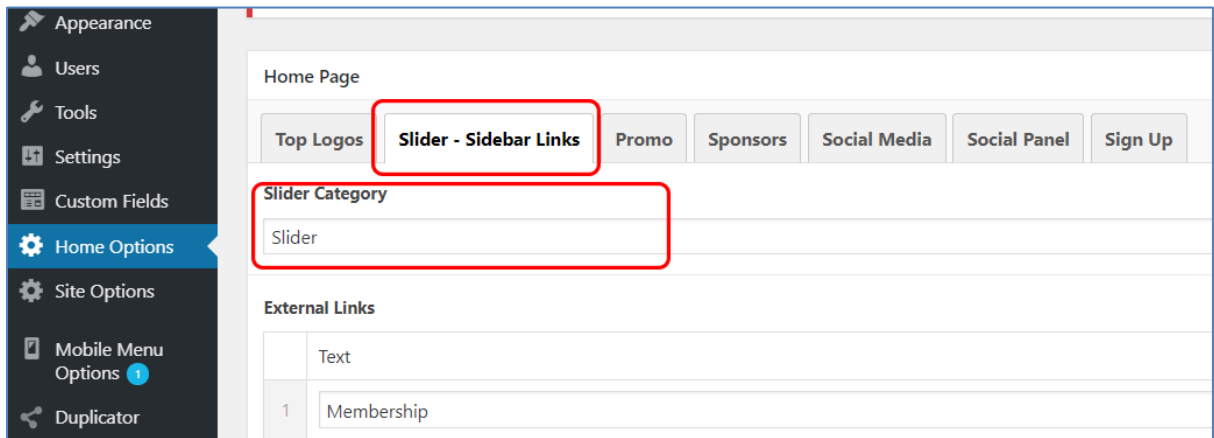 Appearance
Users
Tools
Settings
Custom Fields
Home Options
Site Options
Mobile Menu
Options 1
Duplicator
Home Page
Top Logos Slider - Sidebar Links Promo Sponsors Social Media Social Panel Sign Up
Slider Category
Slider
External Links
Text
1 Membership